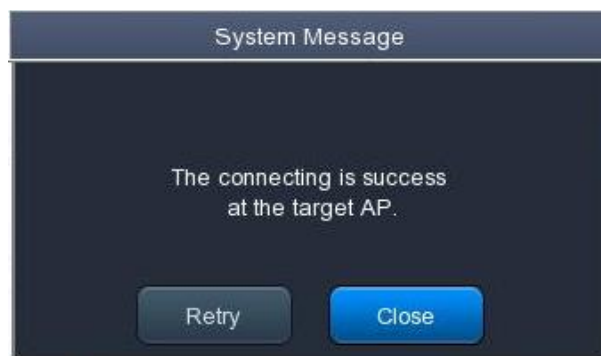 System Message
The connecting is success
at the target AP.
Retry Close